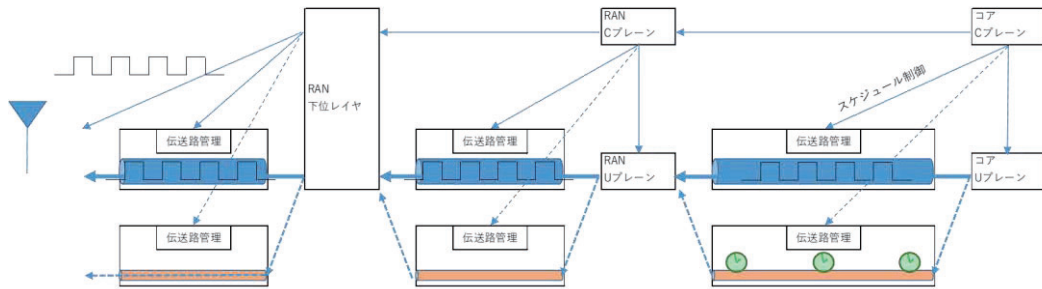 RAN
Cプレーン
コア
Cプレーン
RAN
下位レイヤ
スケジュール制御
伝送路管理
伝送路管理
伝送路管理
RAN
Uプレーン
コア
Uプレーン
伝送路管理
伝送路管理
伝送路管理